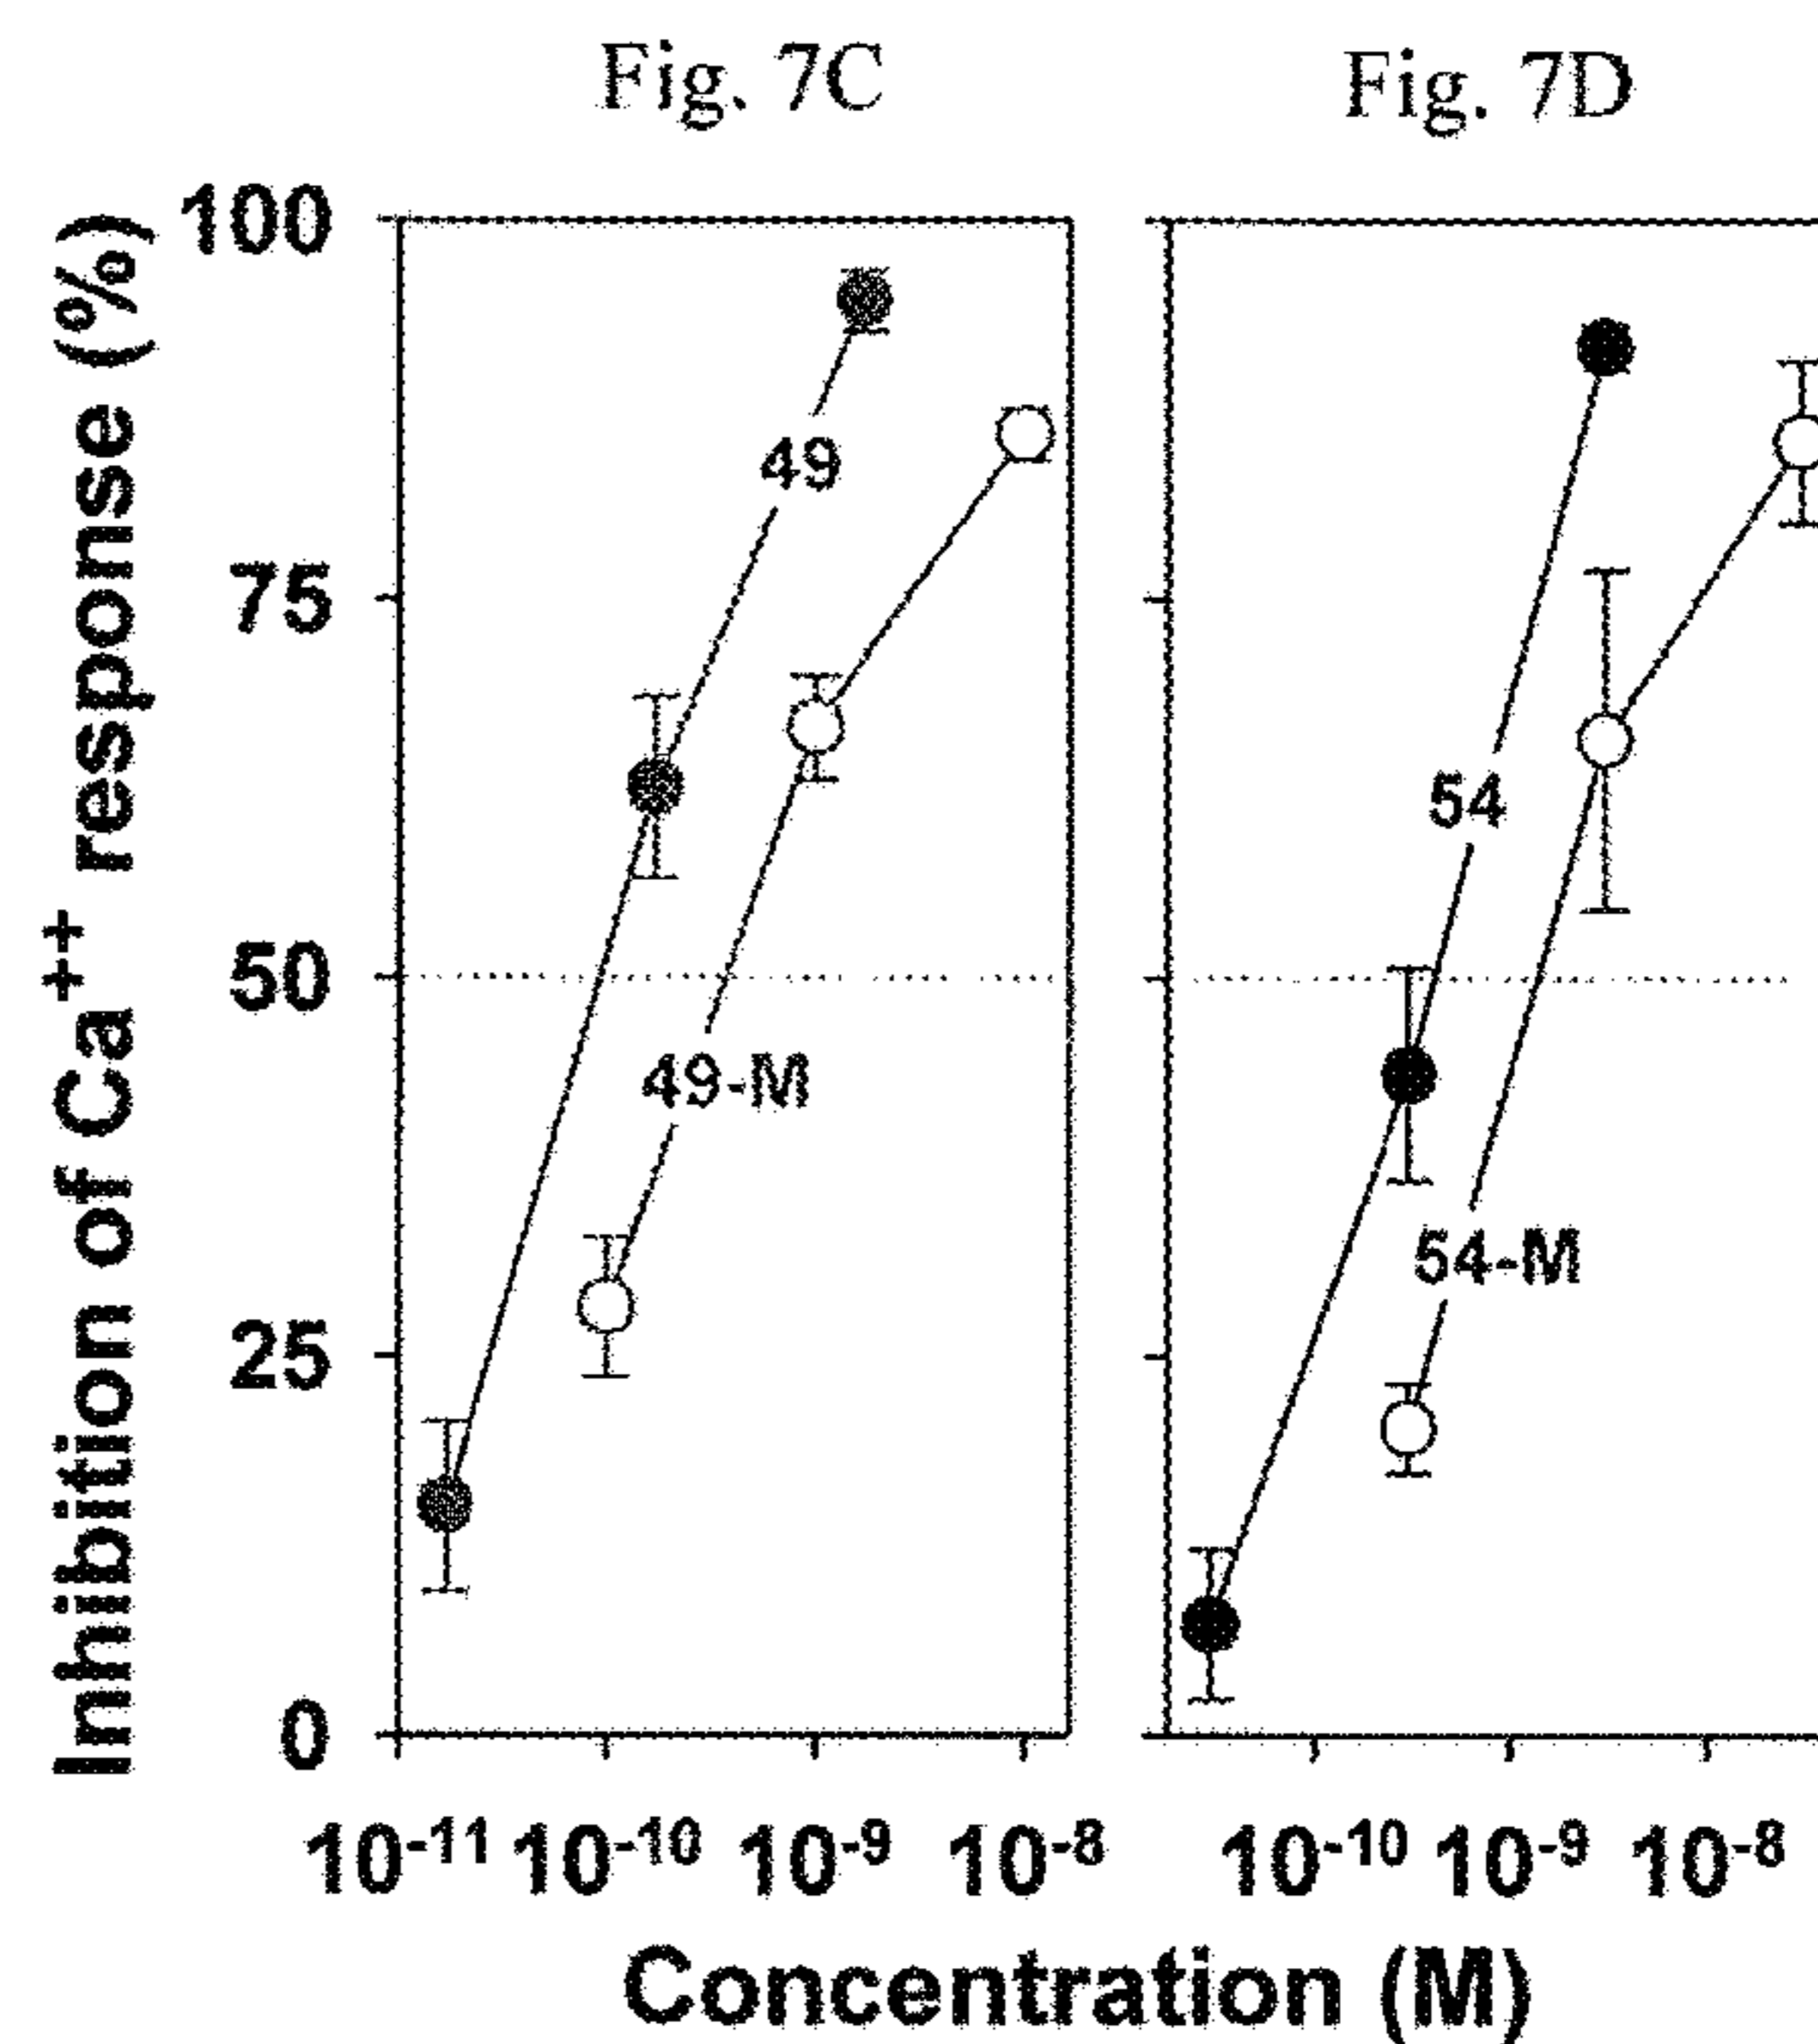 Fig. 7C
Fig. 7D
Inhibition of Ca⁺⁺ response (%)
100
75
50
25
0
49
49-M
54
54-M
10⁻¹¹ 10⁻¹⁰ 10⁻⁹ 10⁻⁸
10⁻¹⁰ 10⁻⁹ 10⁻⁸
Concentration (M)